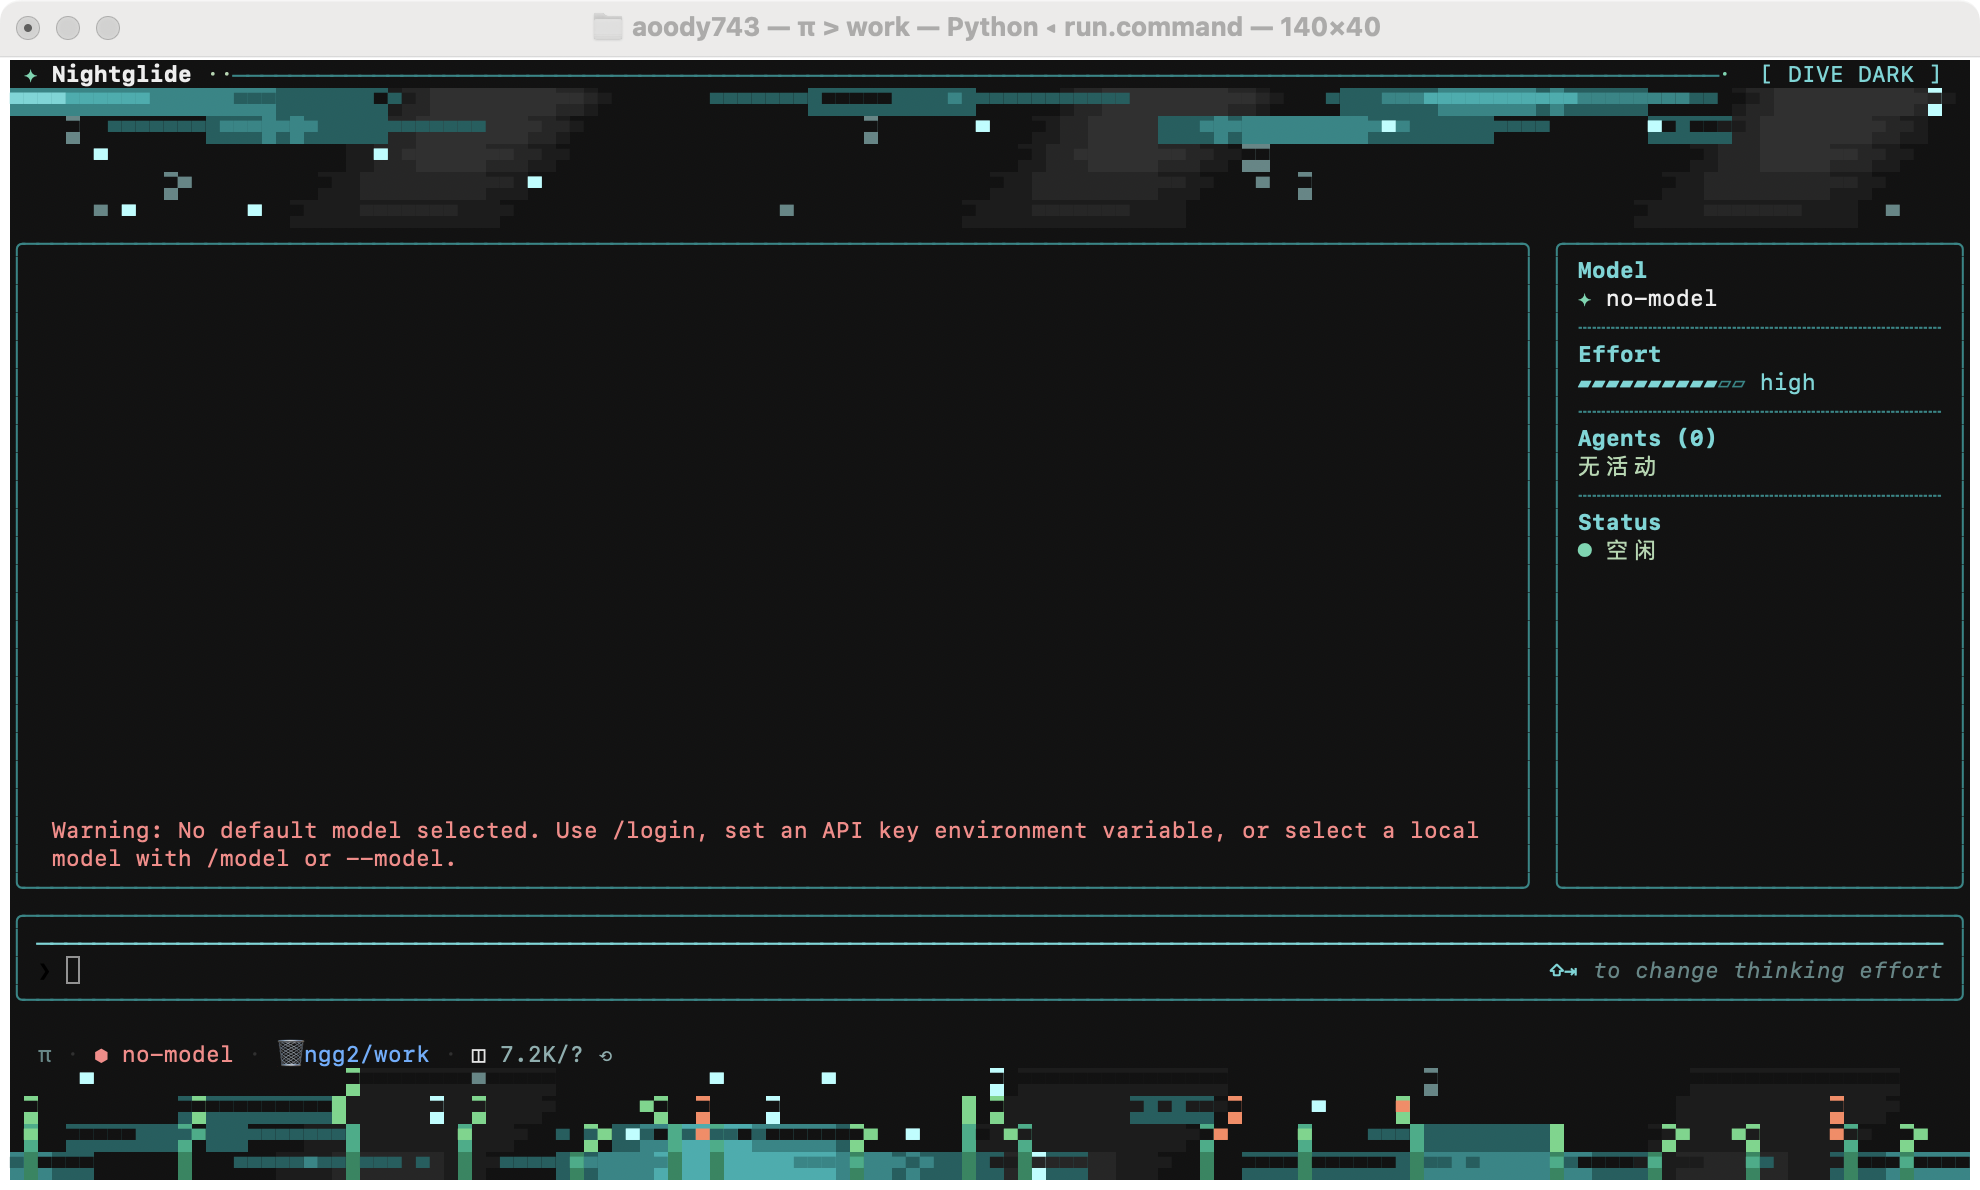 aoody743 — π > work — Python ◂ run.command — 140×40
✦ Nightglide ··
[ DIVE DARK ]
Model
✦ no-model
Effort
▰▰▰▰▰▰▰▰▰▰▱▱ high
Agents (0)
无活动
Status
● 空闲
Warning: No default model selected. Use /login, set an API key environment variable, or select a local
model with /model or --model.
❯
⇧⇥ to change thinking effort
π · ⬢ no-model · 🗑ngg2/work · ◫ 7.2K/? ⟲